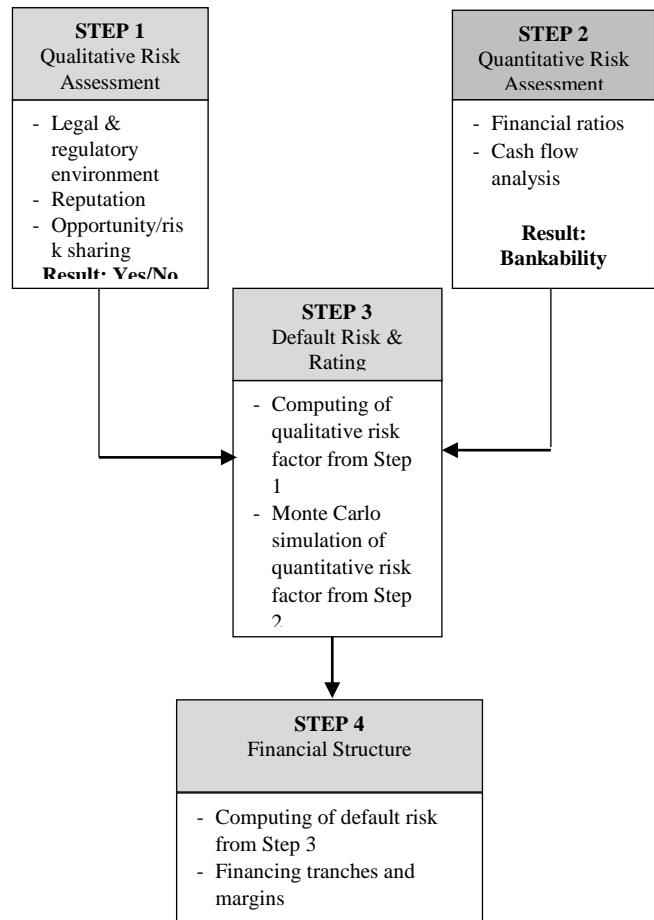 STEP 1
Qualitative Risk
Assessment
- Legal &
regulatory
environment
- Reputation
- Opportunity/ris
k sharing
Result: Yes/No
STEP 2
Quantitative Risk
Assessment
- Financial ratios
- Cash flow
analysis
Result:
Bankability
STEP 3
Default Risk &
Rating
- Computing of
qualitative risk
factor from Step
1
- Monte Carlo
simulation of
quantitative risk
factor from Step
2
STEP 4
Financial Structure
- Computing of default risk
from Step 3
- Financing tranches and
margins